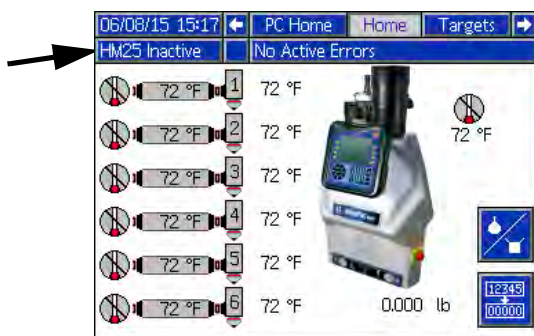 06/08/15 15:17 PC Home Home Targets
HM25 Inactive No Active Errors
72 °F 1 72 °F
72 °F
72 °F 2 72 °F
72 °F 3 72 °F
72 °F 4 72 °F
72 °F 5 72 °F
72 °F 6 72 °F
0.000 lb
12345
00000